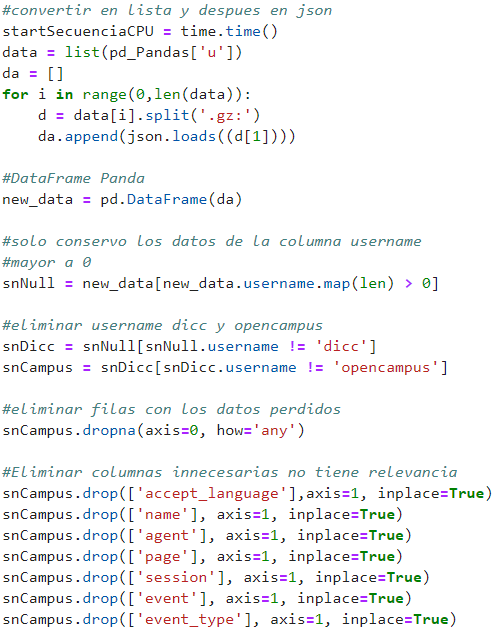 #convertir en lista y despues en json
startSecuenciaCPU = time.time()
data = list(pd_Pandas['u'])
da = []
for i in range(0,len(data)):
    d = data[i].split('.gz:')
    da.append(json.loads((d[1])))

#DataFrame Panda
new_data = pd.DataFrame(da)

#solo conservo los datos de la columna username
#mayor a 0
snNull = new_data[new_data.username.map(len) > 0]

#eliminar username dicc y opencampus
snDicc = snNull[snNull.username != 'dicc']
snCampus = snDicc[snDicc.username != 'opencampus']

#eliminar filas con los datos perdidos
snCampus.dropna(axis=0, how='any')

#Eliminar columnas innecesarias no tiene relevancia
snCampus.drop(['accept_language'],axis=1, inplace=True)
snCampus.drop(['name'], axis=1, inplace=True)
snCampus.drop(['agent'], axis=1, inplace=True)
snCampus.drop(['page'], axis=1, inplace=True)
snCampus.drop(['session'], axis=1, inplace=True)
snCampus.drop(['event'], axis=1, inplace=True)
snCampus.drop(['event_type'], axis=1, inplace=True)